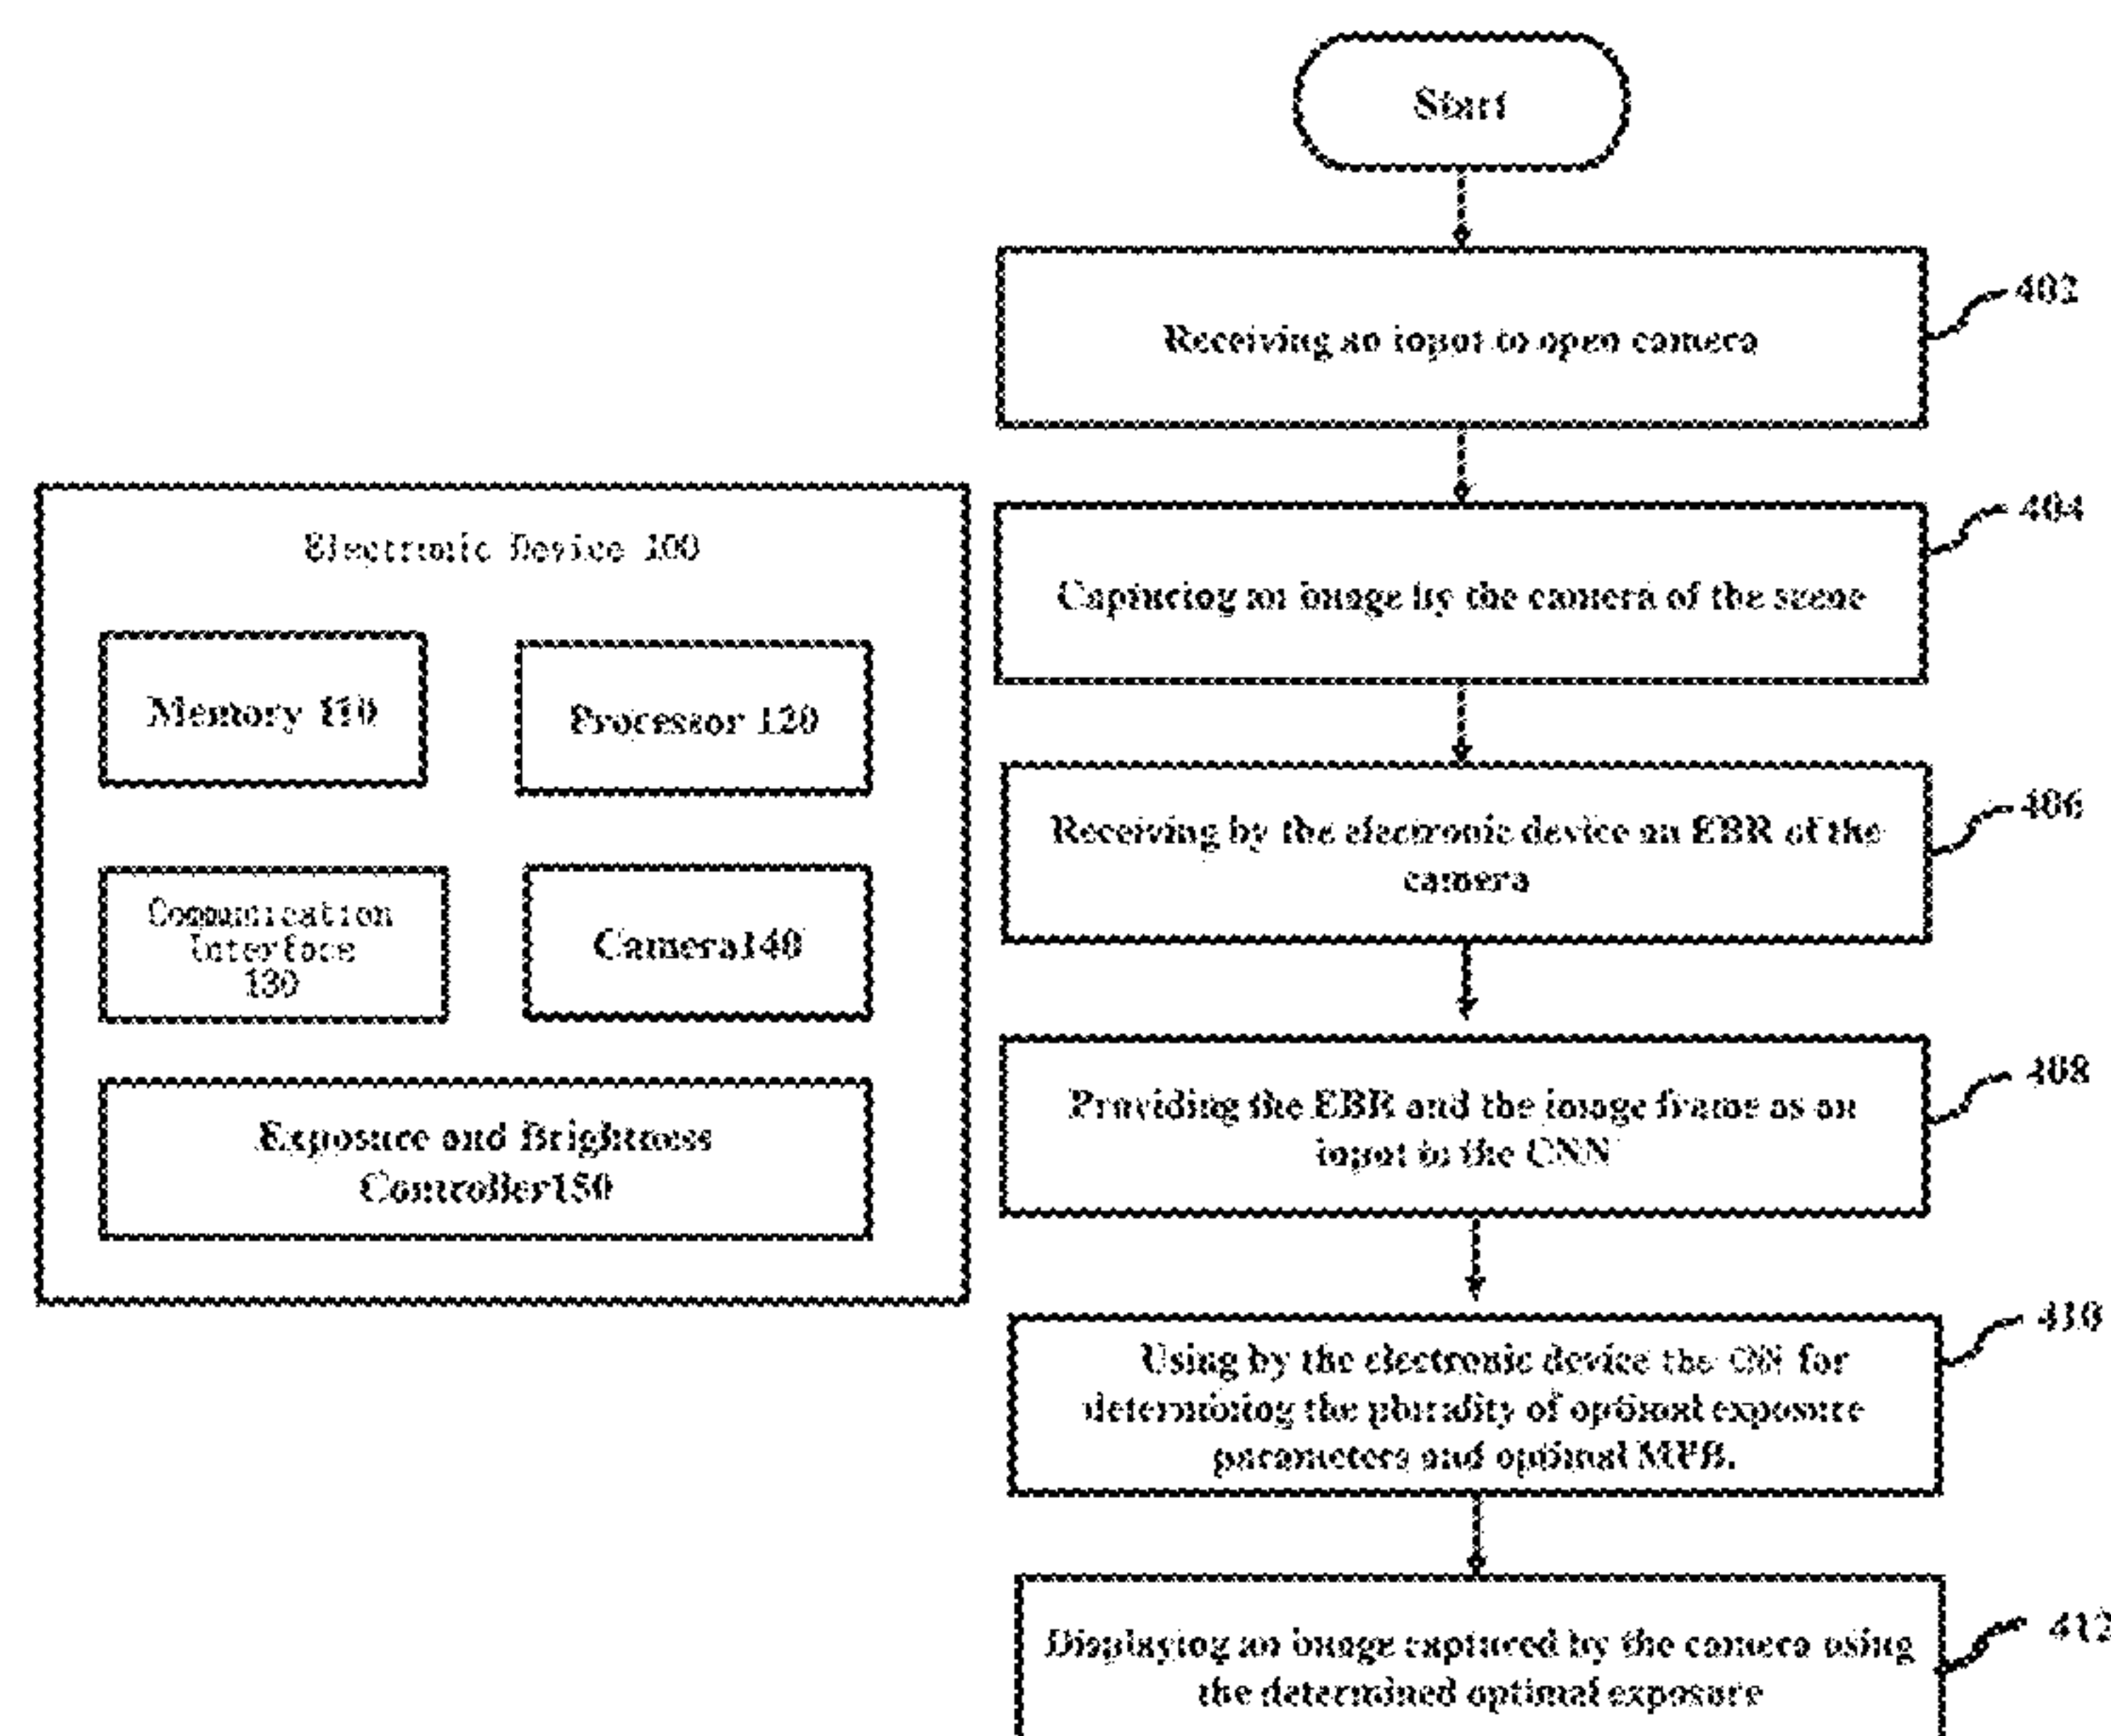 Start
402
Receiving an input to open camera
404
Capturing an image by the camera of the scene
406
Receiving by the electronic device an EBR of the
camera
408
Providing the EBR and the image frame as an
input to the CNN
410
Using by the electronic device the CNN for
determining the plurality of optimal exposure
parameters and optimal MPB.
412
Displaying an image captured by the camera using
the determined optimal exposure
Electronic Device 100
Memory 110
Processor 120
Communication
Interface
130
Camera140
Exposure and Brightness
Controller150